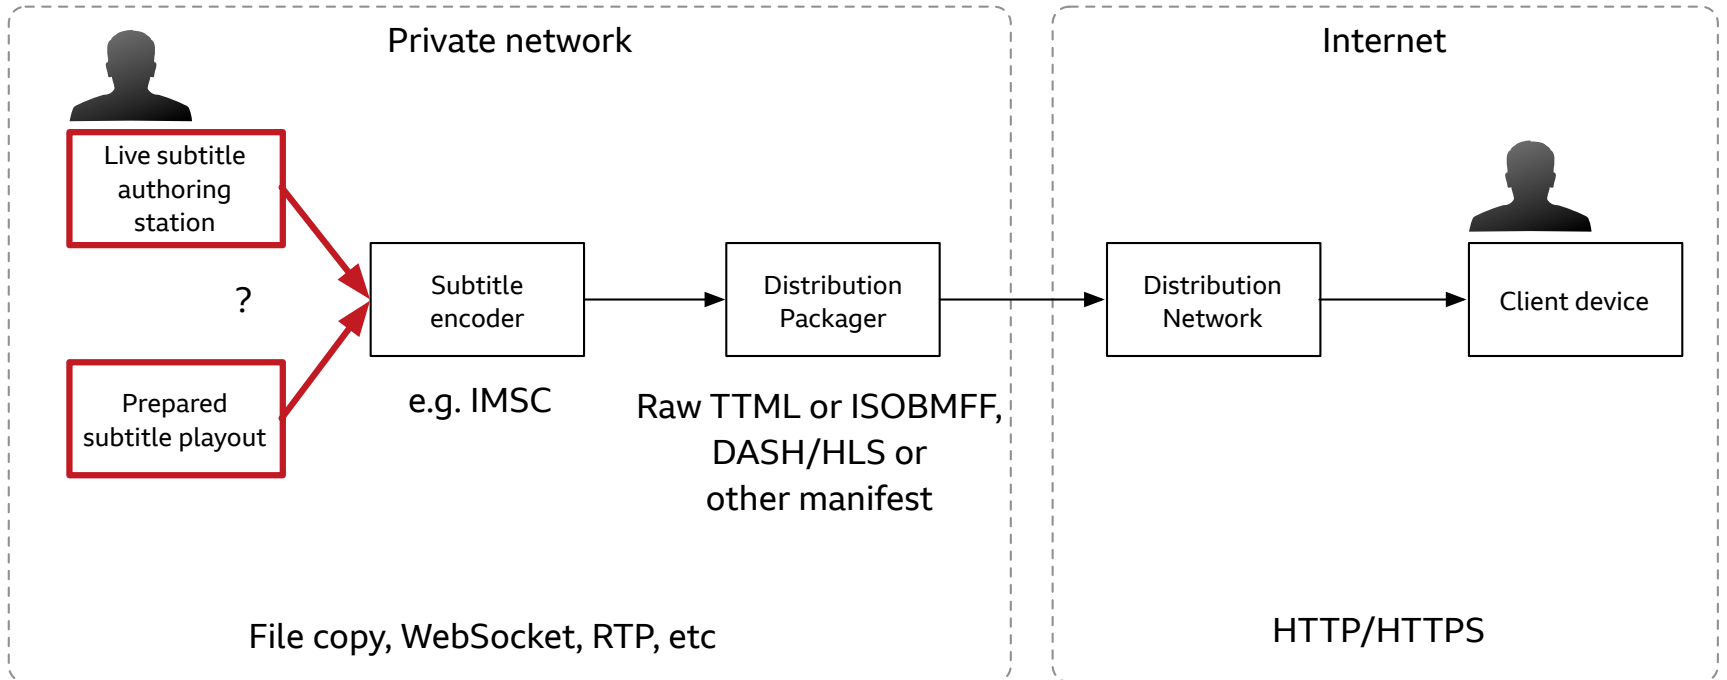 Private network
Internet
Live subtitle
authoring
station
?
Prepared
subtitle playout
Subtitle
encoder
e.g. IMSC
Distribution
Packager
Raw TTML or ISOBMFF,
DASH/HLS or
other manifest
Distribution
Network
Client device
File copy, WebSocket, RTP, etc
HTTP/HTTPS